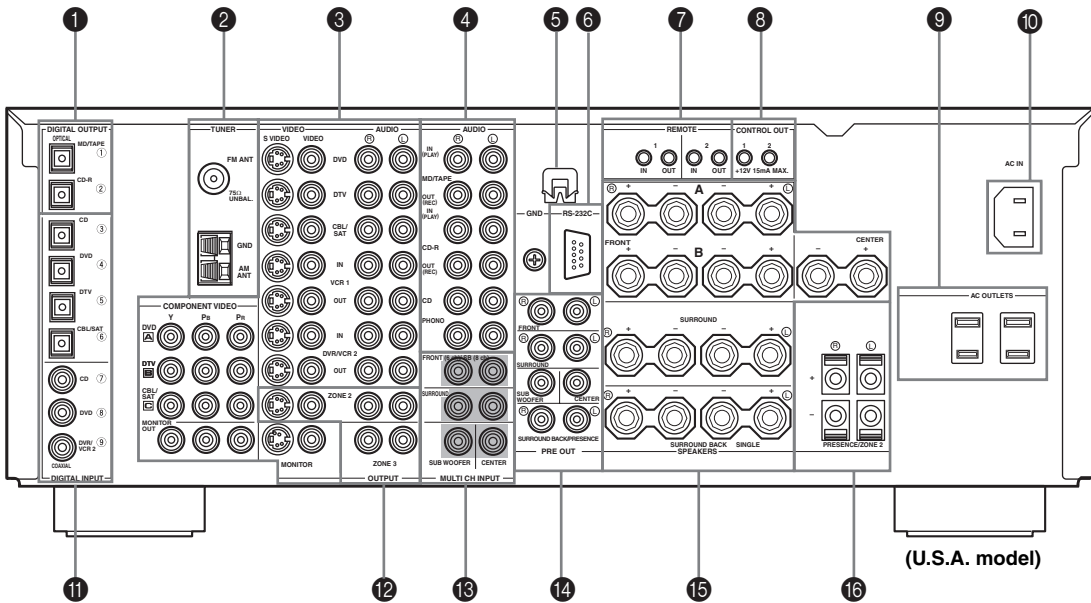 1 2 3 4 5 6 7 8 9 10
DIGITAL OUTPUT
OPTICAL
MD/TAPE
①
CD-R
②
CD
③
DVD
④
DTV
⑤
CBL/SAT
⑥
CD ⑦
DVD ⑧
DVR/
VCR 2 ⑨
COAXIAL
DIGITAL INPUT
TUNER
FM ANT
75Ω
UNBAL.
GND
AM
ANT
COMPONENT VIDEO
Y PB PR
DVD
A
DTV
B
CBL/
SAT
C
MONITOR
OUT
VIDEO AUDIO
S VIDEO VIDEO R L
DVD
DTV
CBL/
SAT
IN
VCR 1
OUT
IN
DVR/VCR 2
OUT
ZONE 2
MONITOR
ZONE 3
OUTPUT
AUDIO
R L
IN
(PLAY)
MD/TAPE
OUT
(REC)
IN
(PLAY)
CD-R
OUT
(REC)
CD
PHONO
FRONT (6 ch) / SB (8 ch)
SURROUND
SUB WOOFER CENTER
MULTI CH INPUT
GND RS-232C
R L
FRONT
R L
SURROUND
SUB
WOOFER CENTER
R L
SURROUND BACK/PRESENCE
PRE OUT
REMOTE
1 2
IN OUT IN OUT
CONTROL OUT
1 2
+12V 15mA MAX.
R + − A − + L
FRONT
+ − B − +
CENTER
− +
SURROUND
R + − − + L
R + − − + L
SURROUND BACK SINGLE
SPEAKERS
R L
+
−
PRESENCE/ZONE 2
AC IN
AC OUTLETS
(U.S.A. model)
11 12 13 14 15 16